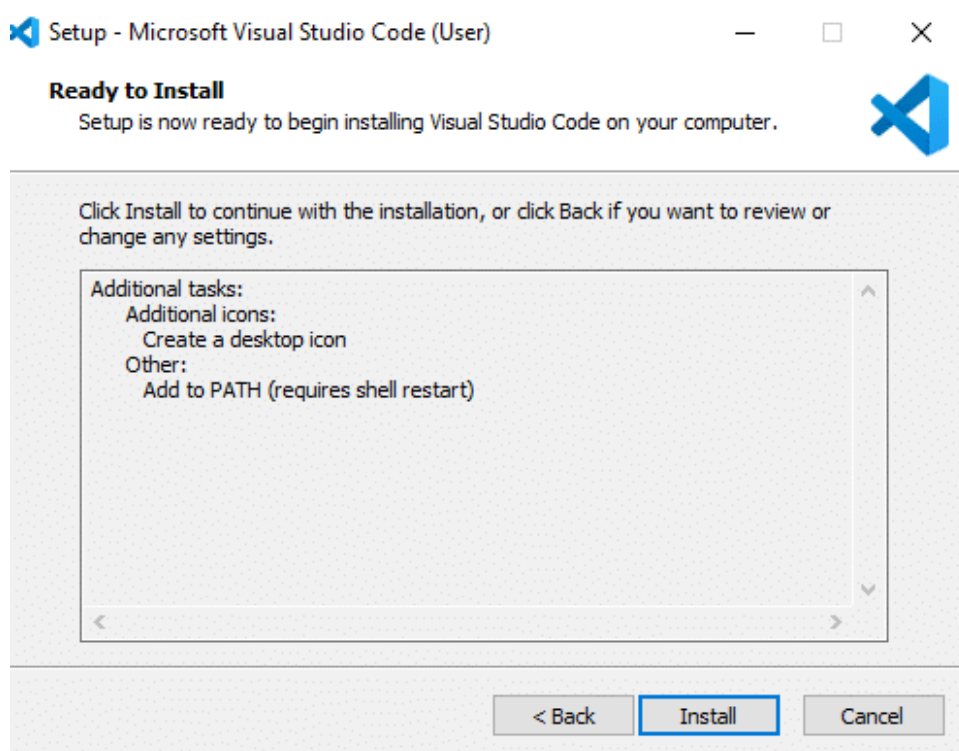 Setup - Microsoft Visual Studio Code (User)
Ready to Install
Setup is now ready to begin installing Visual Studio Code on your computer.
Click Install to continue with the installation, or click Back if you want to review or
change any settings.
Additional tasks:
Additional icons:
Create a desktop icon
Other:
Add to PATH (requires shell restart)
< Back
Install
Cancel